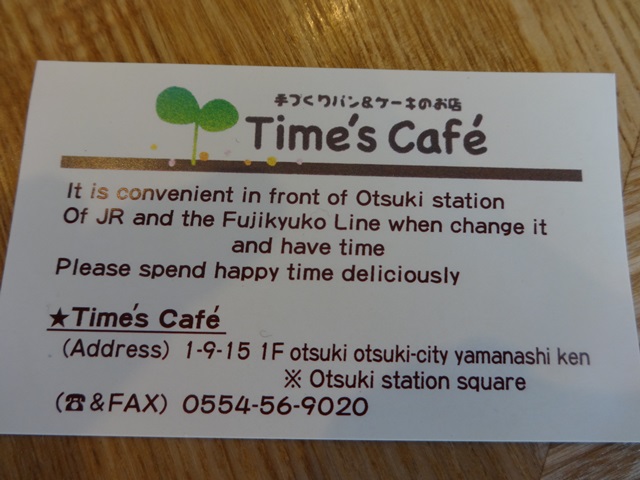 手づくりパン&ケーキのお店
Time's Café
It is convenient in front of Otsuki station
Of JR and the Fujikyuko Line when change it
and have time
Please spend happy time deliciously
★Time's Café
(Address) 1-9-15 1F otsuki otsuki-city yamanashi ken
※ Otsuki station square
(☎&FAX) 0554-56-9020